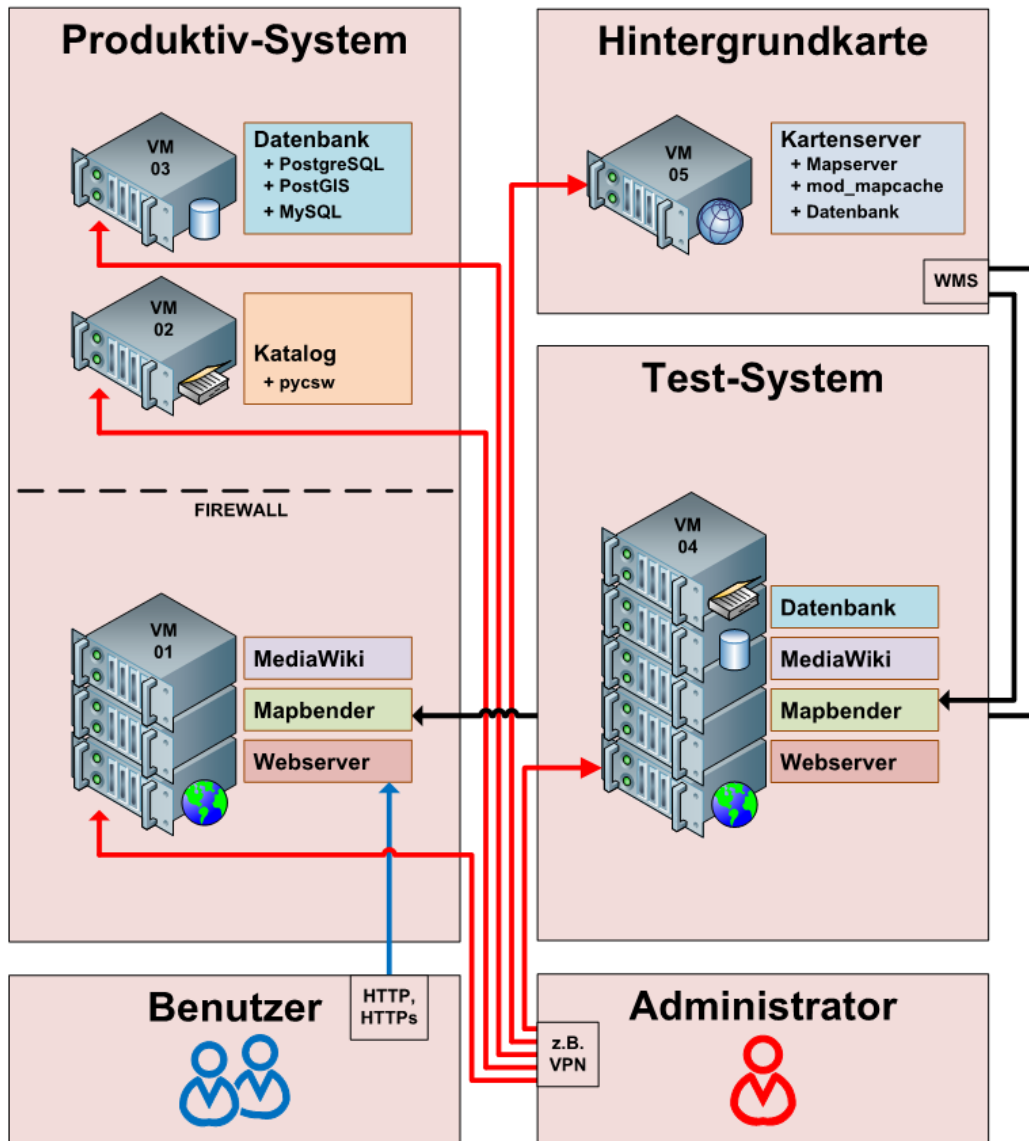 Produktiv-System
VM
03
Datenbank
+ PostgreSQL
+ PostGIS
+ MySQL
VM
02
Katalog
+ pycsw
FIREWALL
VM
01
MediaWiki
Mapbender
Webserver
Hintergrundkarte
VM
05
Kartenserver
+ Mapserver
+ mod_mapcache
+ Datenbank
WMS
Test-System
VM
04
Datenbank
MediaWiki
Mapbender
Webserver
Benutzer
HTTP,
HTTPs
Administrator
z.B.
VPN